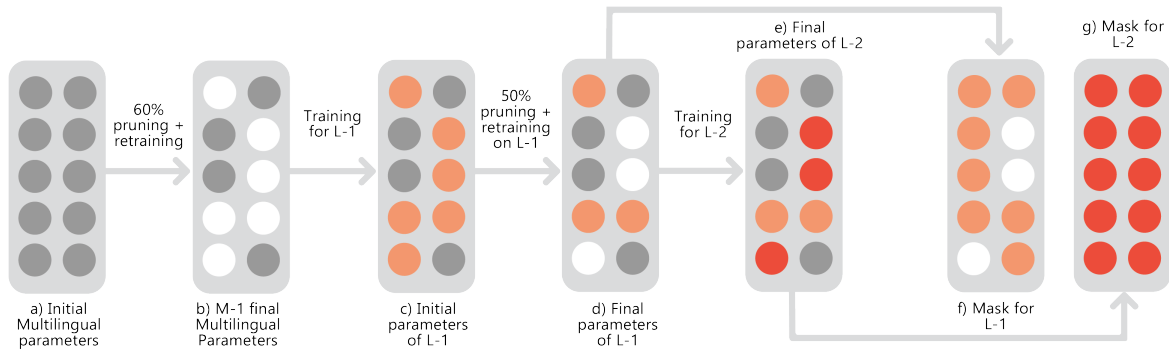 e) Final
parameters of L-2
g) Mask for
L-2
60%
pruning +
retraining
Training
for L-1
50%
pruning +
retraining
on L-1
Training
for L-2
a) Initial
Multilingual
parameters
b) M-1 final
Multilingual
Parameters
c) Initial
parameters
of L-1
d) Final
parameters
of L-1
f) Mask for
L-1